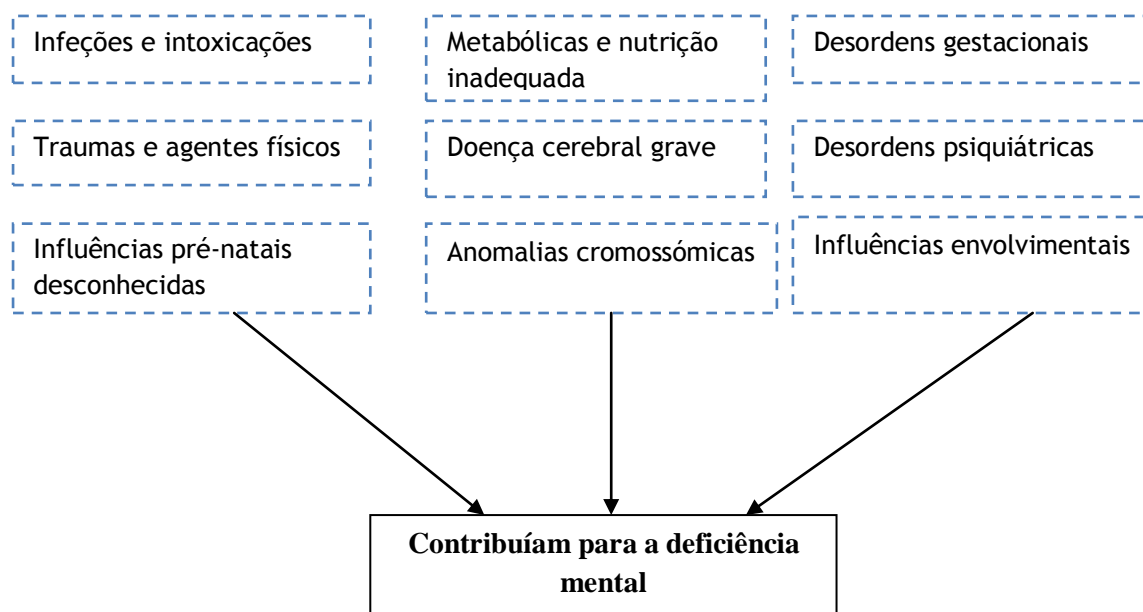 Infeções e intoxicações
Metabólicas e nutrição
inadequada
Desordens gestacionais
Traumas e agentes físicos
Doença cerebral grave
Desordens psiquiátricas
Influências pré-natais
desconhecidas
Anomalias cromossómicas
Influências envolvimentais
Contribuíam para a deficiência
mental